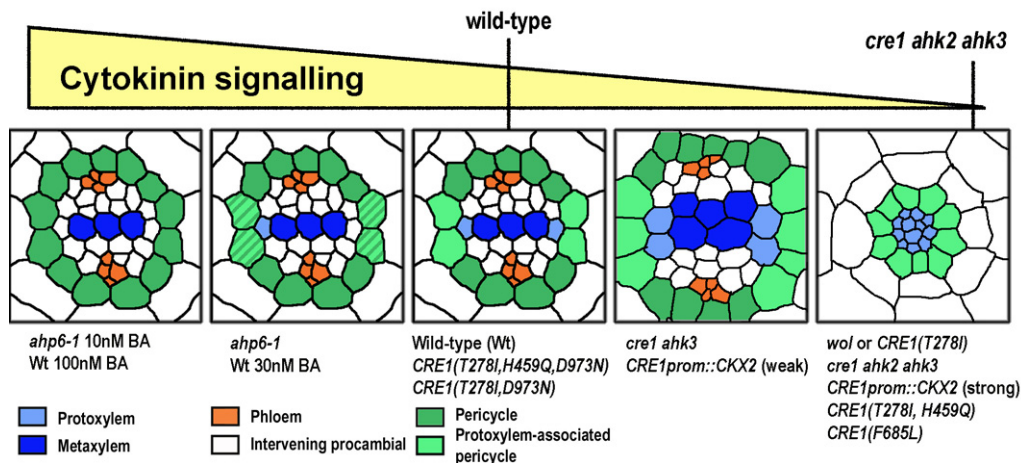 wild-type
cre1 ahk2 ahk3
Cytokinin signalling
ahp6-1 10nM BA
Wt 100nM BA
ahp6-1
Wt 30nM BA
Wild-type (Wt)
CRE1(T278I,H459Q,D973N)
CRE1(T278I,D973N)
cre1 ahk3
CRE1prom::CKX2 (weak)
wol or CRE1(T278I)
cre1 ahk2 ahk3
CRE1prom::CKX2 (strong)
CRE1(T278I, H459Q)
CRE1(F685L)
Protoxylem
Metaxylem
Phloem
Intervening procambial
Pericycle
Protoxylem-associated
pericycle